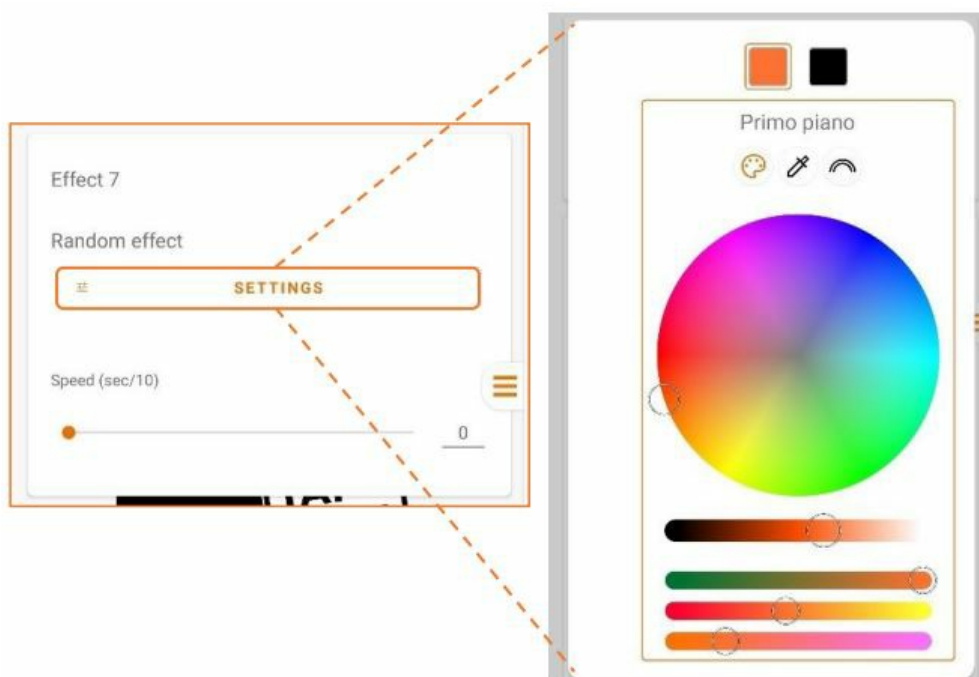 Effect 7
Random effect
SETTINGS
Speed (sec/10)
0
Primo piano